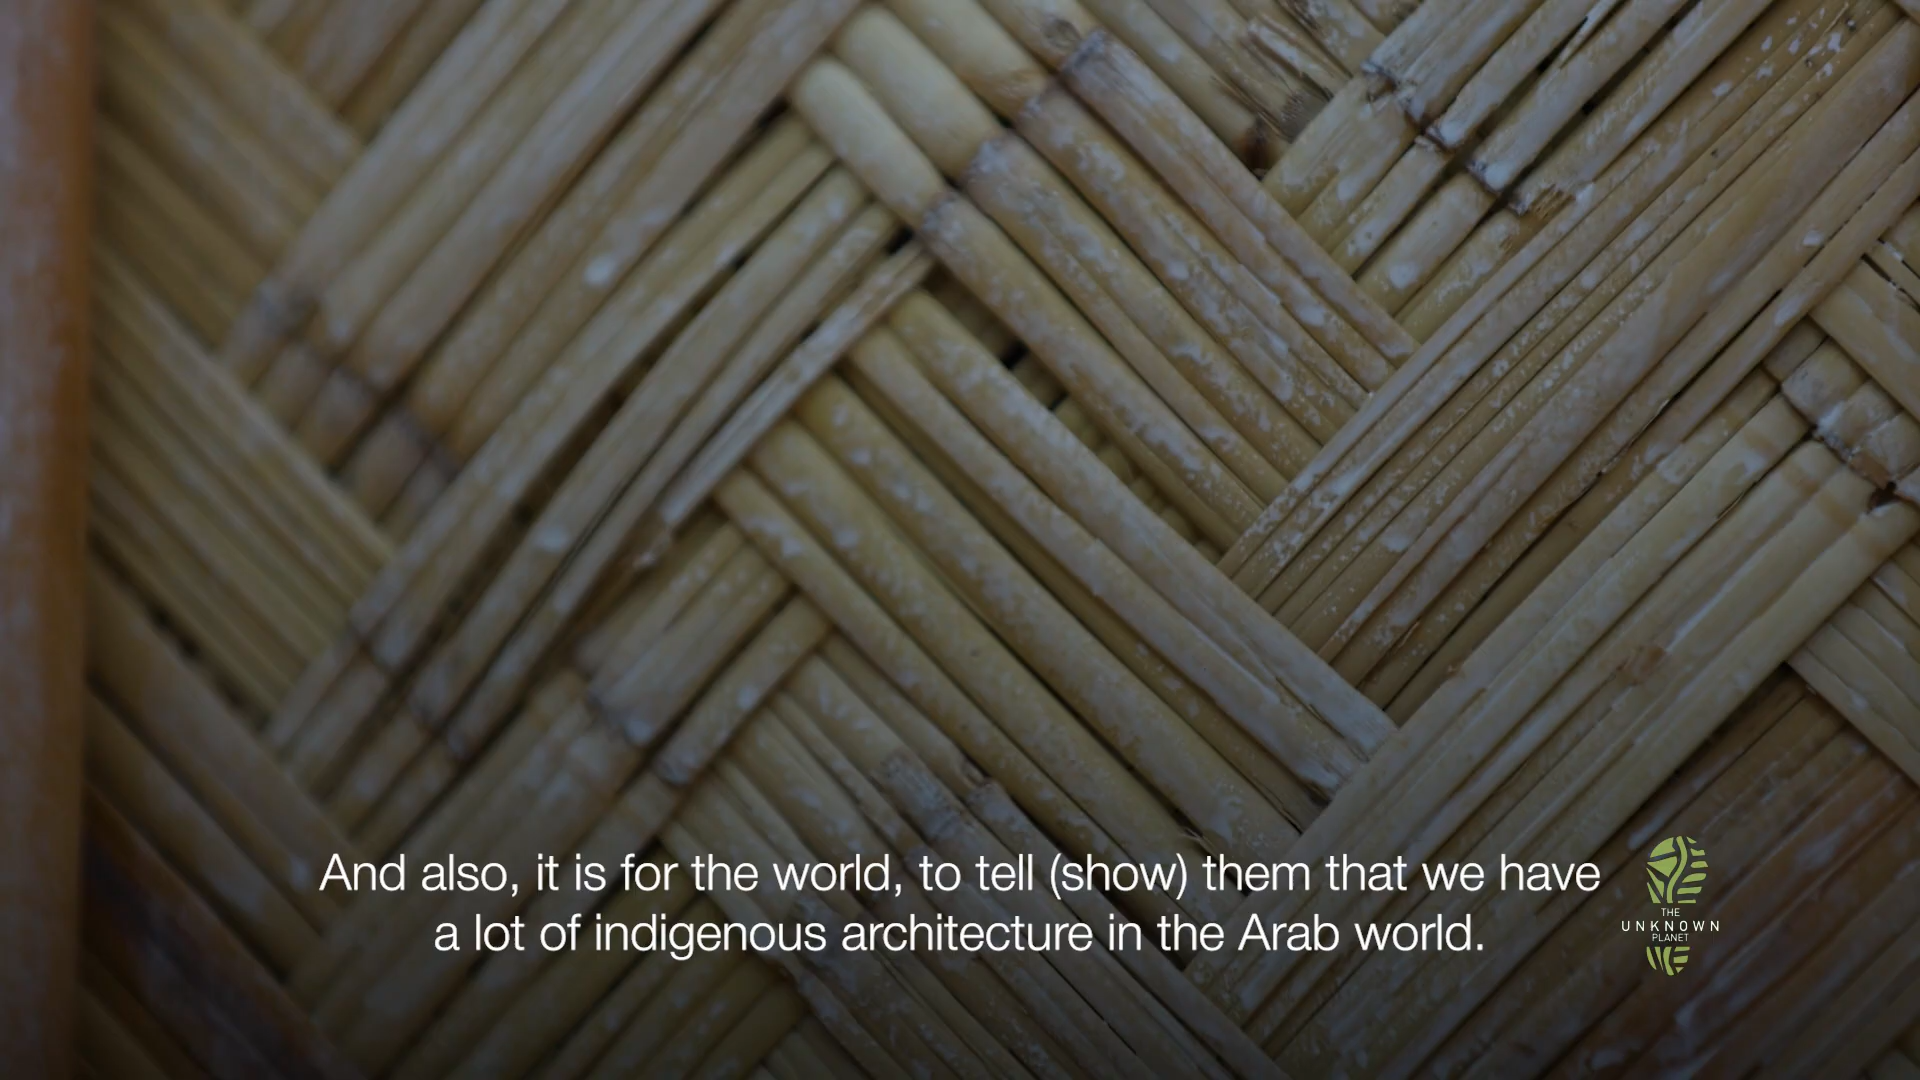 And also, it is for the world, to tell (show) them that we have
a lot of indigenous architecture in the Arab world.
THE
UNKNOWN
PLANET